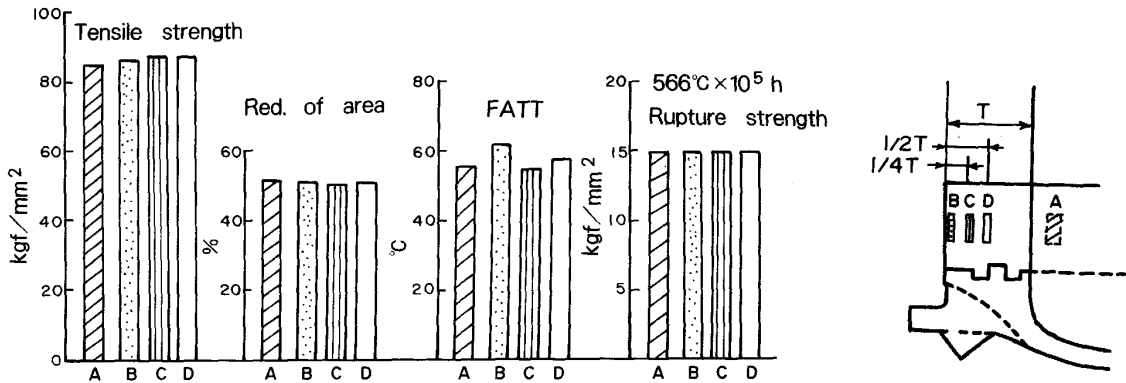 Tensile strength
kgf/mm²
100
80
60
40
20
0
A B C D
Red. of area
%
60
40
20
A B C D
FATT
°C
80
60
40
20
A B C D
566°C×10⁵ h
Rupture strength
kgf/mm²
20
15
10
5
A B C D
T
1/2T
1/4T
B C D A